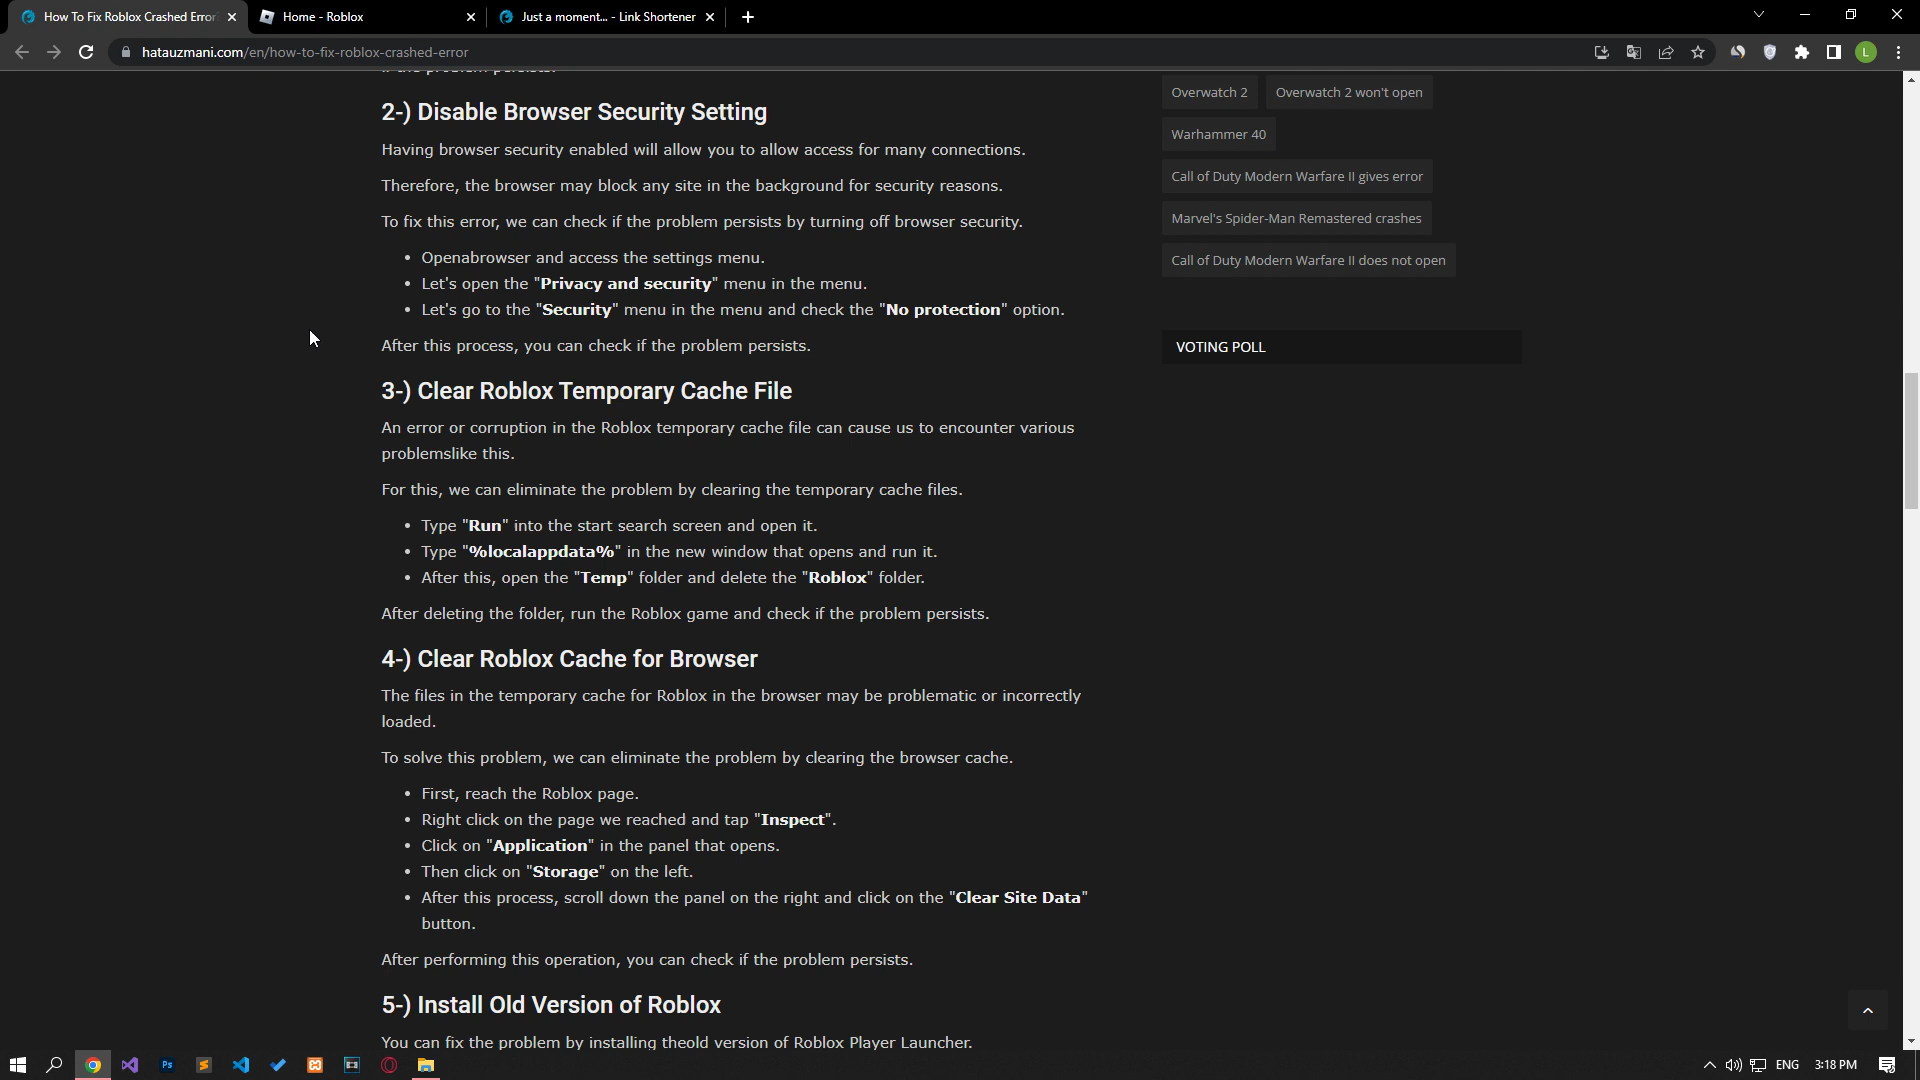 How To Fix Roblox Crashed Error
Home - Roblox
Just a moment... - Link Shortener
hatauzmani.com/en/how-to-fix-roblox-crashed-error
L
if the problem persists.
2-) Disable Browser Security Setting
Having browser security enabled will allow you to allow access for many connections.
Therefore, the browser may block any site in the background for security reasons.
To fix this error, we can check if the problem persists by turning off browser security.
• Openabrowser and access the settings menu.
• Let's open the "Privacy and security" menu in the menu.
• Let's go to the "Security" menu in the menu and check the "No protection" option.
After this process, you can check if the problem persists.
3-) Clear Roblox Temporary Cache File
An error or corruption in the Roblox temporary cache file can cause us to encounter various
problemslike this.
For this, we can eliminate the problem by clearing the temporary cache files.
• Type "Run" into the start search screen and open it.
• Type "%localappdata%" in the new window that opens and run it.
• After this, open the "Temp" folder and delete the "Roblox" folder.
After deleting the folder, run the Roblox game and check if the problem persists.
4-) Clear Roblox Cache for Browser
The files in the temporary cache for Roblox in the browser may be problematic or incorrectly
loaded.
To solve this problem, we can eliminate the problem by clearing the browser cache.
• First, reach the Roblox page.
• Right click on the page we reached and tap "Inspect".
• Click on "Application" in the panel that opens.
• Then click on "Storage" on the left.
• After this process, scroll down the panel on the right and click on the "Clear Site Data"
button.
After performing this operation, you can check if the problem persists.
5-) Install Old Version of Roblox
You can fix the problem by installing theold version of Roblox Player Launcher.
Overwatch 2
Overwatch 2 won't open
Warhammer 40
Call of Duty Modern Warfare II gives error
Marvel's Spider-Man Remastered crashes
Call of Duty Modern Warfare II does not open
VOTING POLL
Ps
ENG
3:18 PM